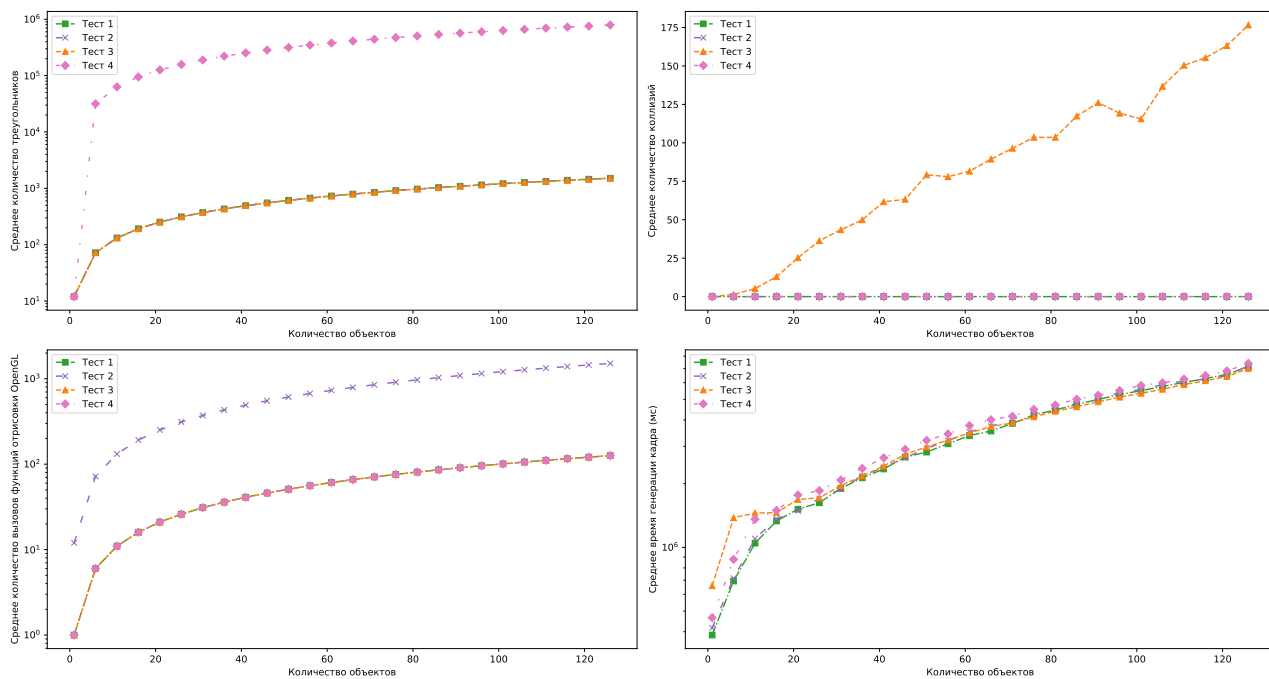 Среднее количество треугольников
10^6
10^5
10^4
10^3
10^2
10^1
Тест 1
Тест 2
Тест 3
Тест 4
0 20 40 60 80 100 120
Количество объектов
Среднее количество коллизий
175
150
125
100
75
50
25
0
Тест 1
Тест 2
Тест 3
Тест 4
0 20 40 60 80 100 120
Количество объектов
Среднее количество вызовов функций отрисовки OpenGL
10^3
10^2
10^1
10^0
Тест 1
Тест 2
Тест 3
Тест 4
0 20 40 60 80 100 120
Количество объектов
Среднее время генерации кадра (мс)
10^6
Тест 1
Тест 2
Тест 3
Тест 4
0 20 40 60 80 100 120
Количество объектов